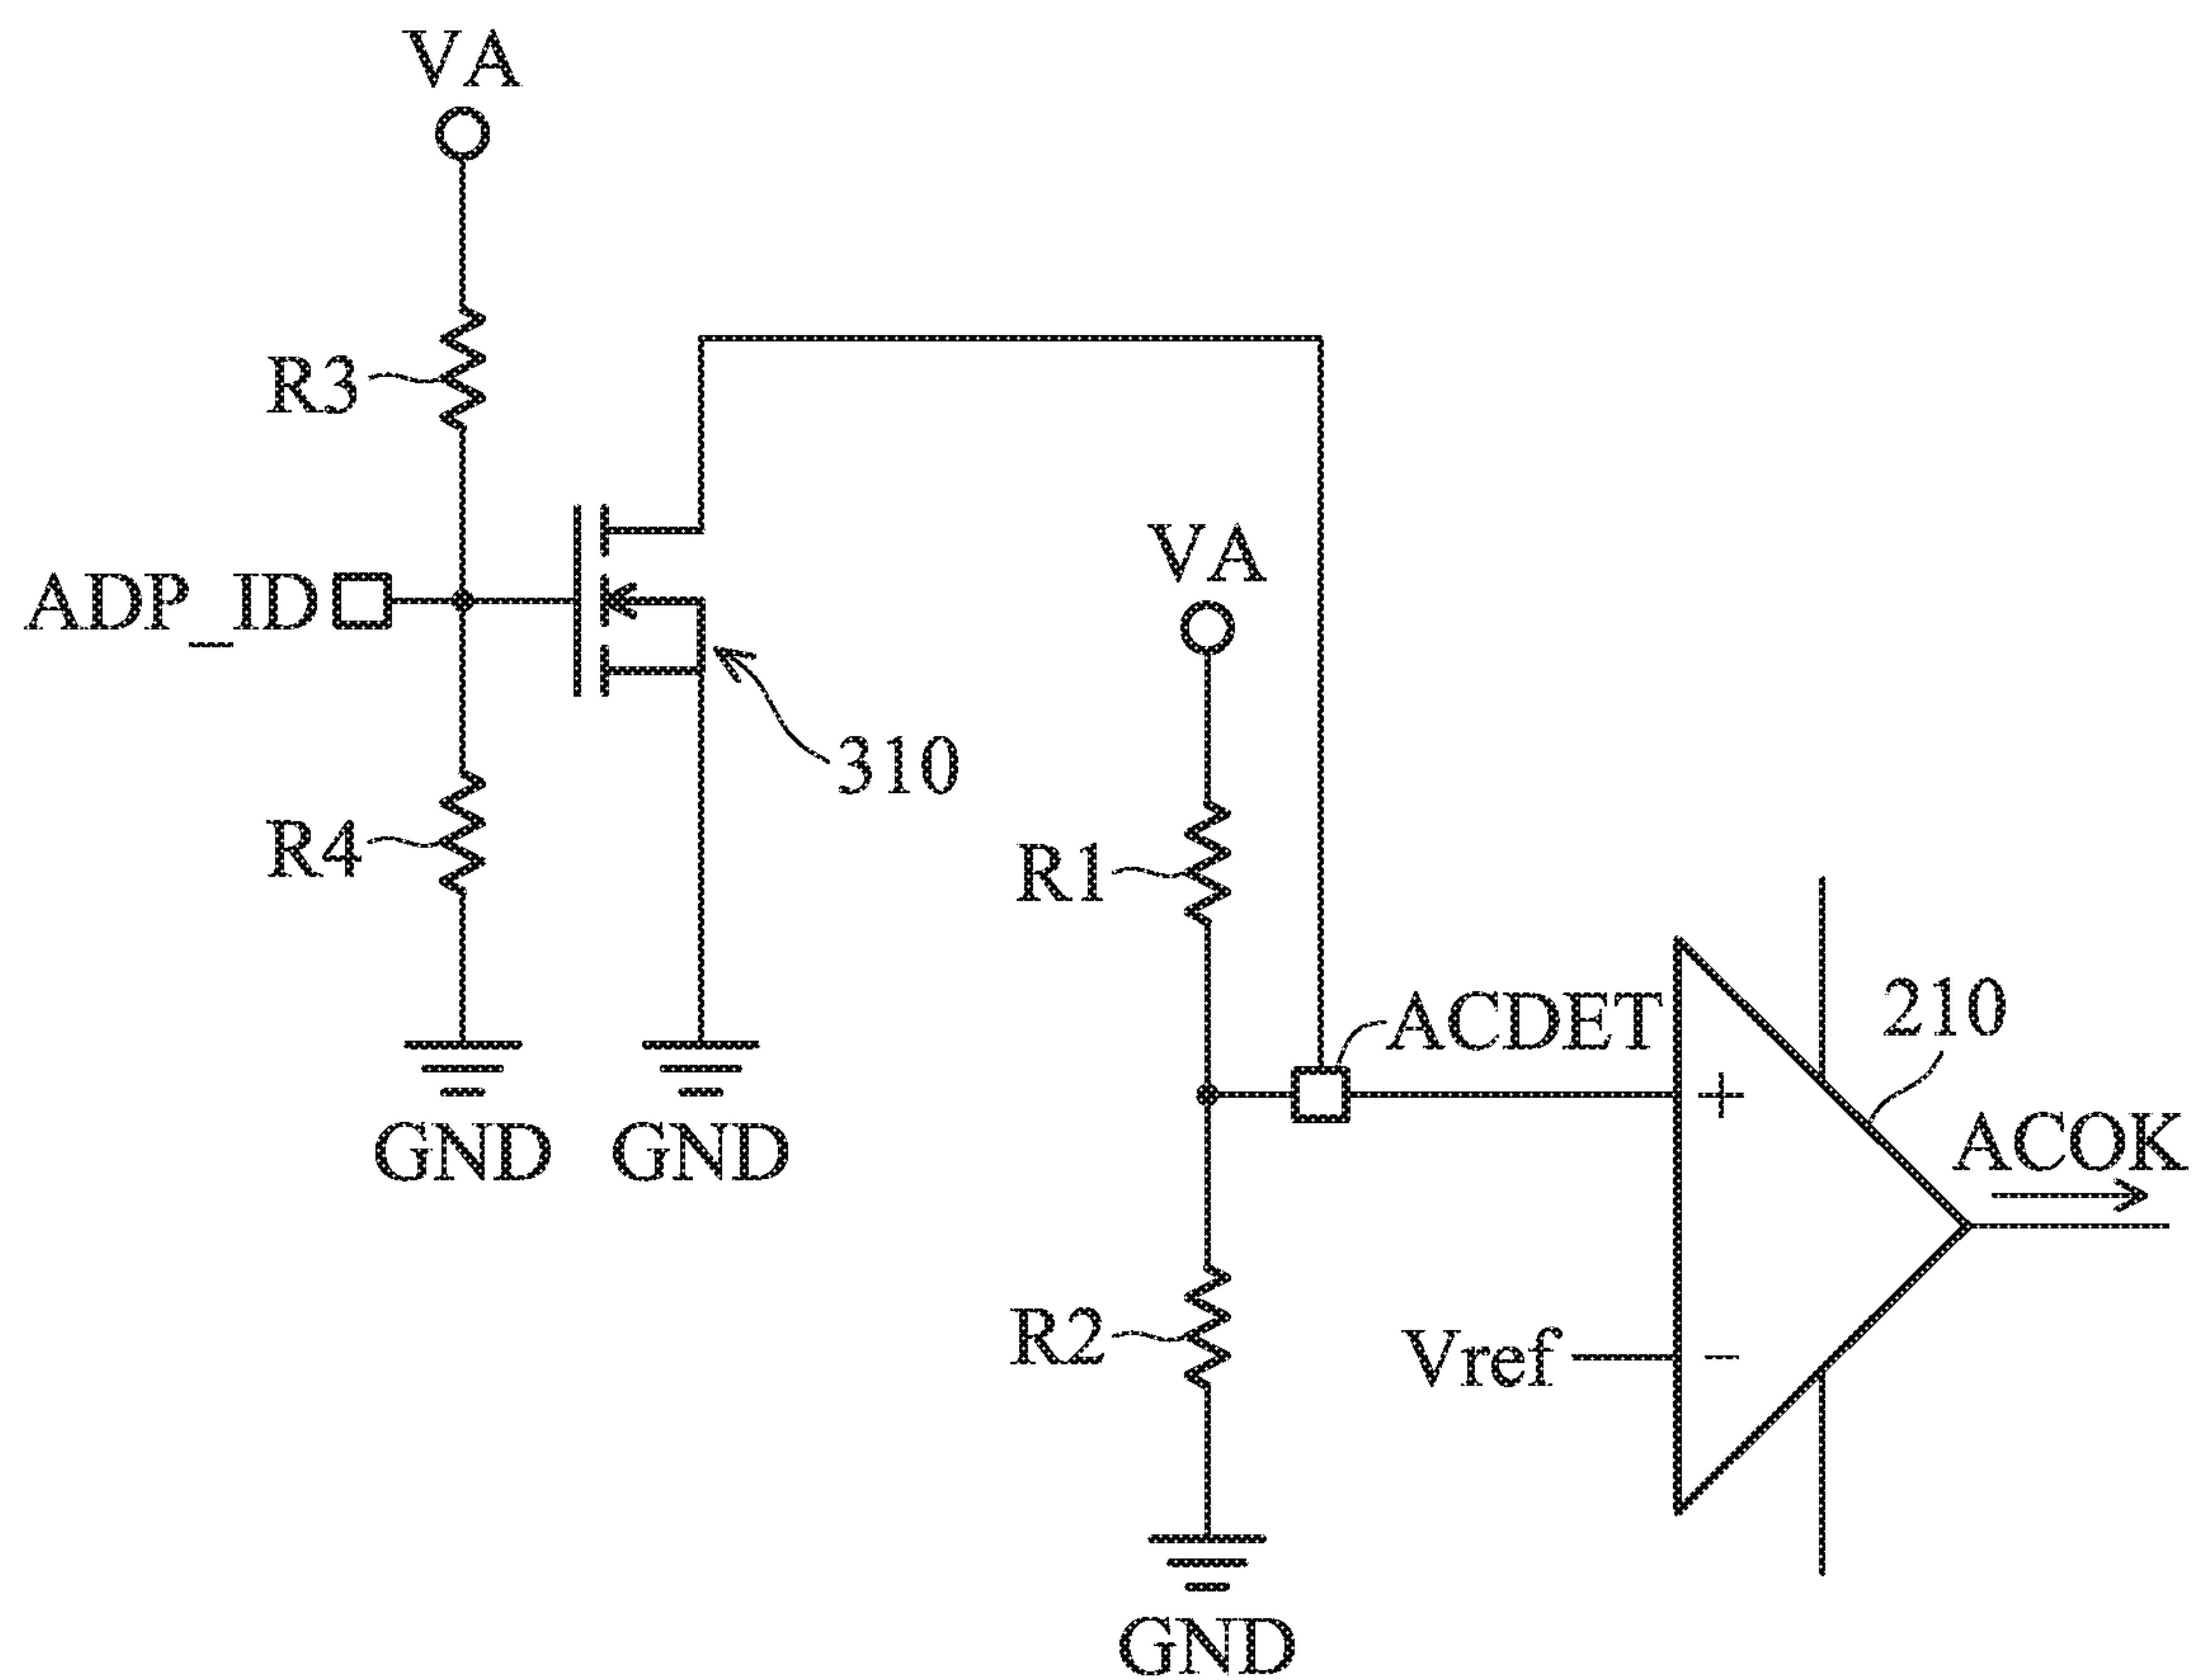 VA
R3
ADP_ID
VA
310
R4
R1
ACDET
210
+
ACOK
GND
GND
R2
Vref
−
GND